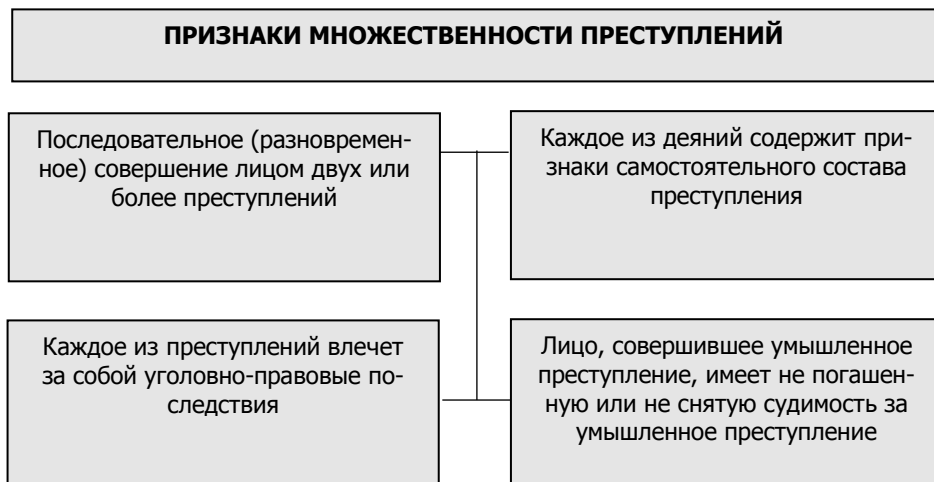 ПРИЗНАКИ МНОЖЕСТВЕННОСТИ ПРЕСТУПЛЕНИЙ
Последовательное (разновремен-
ное) совершение лицом двух или
более преступлений
Каждое из деяний содержит при-
знаки самостоятельного состава
преступления
Каждое из преступлений влечет
за собой уголовно-правовые по-
следствия
Лицо, совершившее умышленное
преступление, имеет не погашен-
ную или не снятую судимость за
умышленное преступление